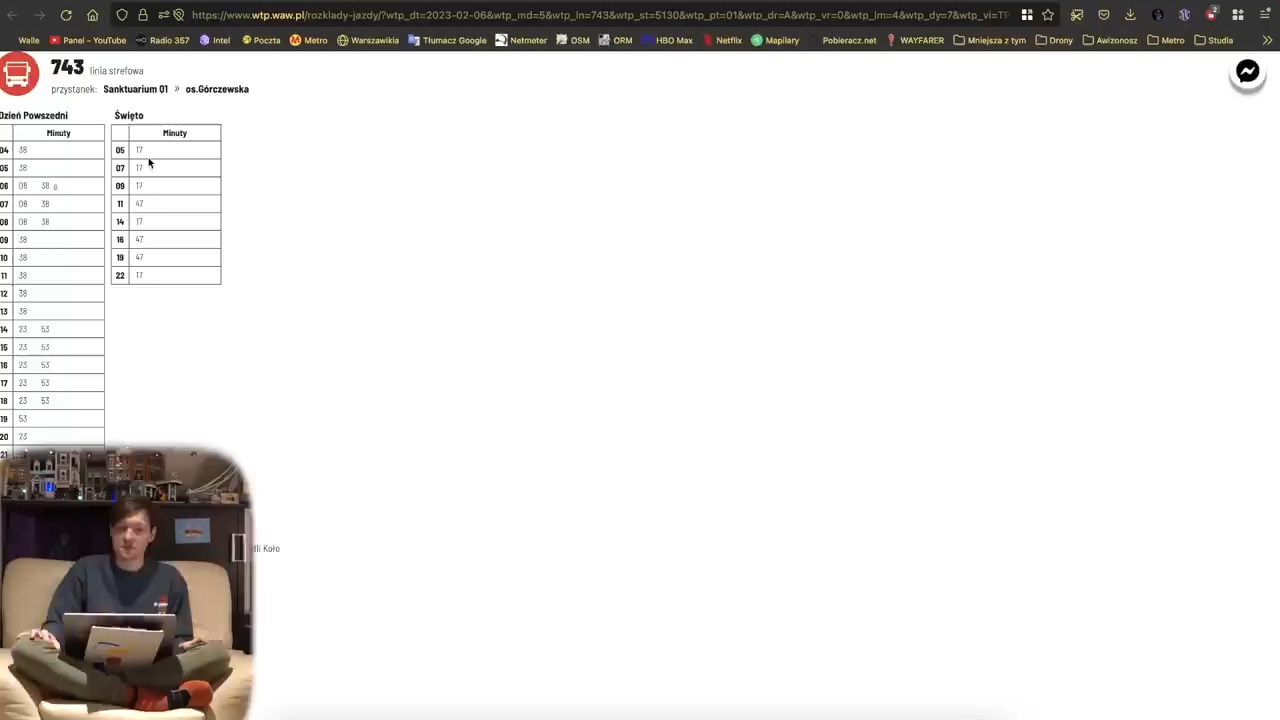 https://www.wtp.waw.pl/rozklady-jazdy/?wtp_dt=2023-02-06&wtp_md=5&wtp_ln=743&wtp_st=5130&wtp_pt=01&wtp_dr=A&wtp_vr=0&wtp_lm=4&wtp_dy=7&wtp_vi=TP
2
Walle Panel – YouTube Radio 357 Intel Poczta Metro Warszawikia Tłumacz Google Netmeter OSM ORM HBO Max Netflix Mapilary Pobieracz.net WAYFARER Mniejsza z tym Drony Awizonosz Metro Studia
743 linia strefowa
przystanek: Sanktuarium 01 » os.Górczewska
Dzień Powszedni
Minuty
04 38
05 38
06 08 38 B
07 08 38
08 08 38
09 38
10 38
11 38
12 38
13 38
14 23 53
15 23 53
16 23 53
17 23 53
18 23 53
19 53
20 23
21
Święto
Minuty
05 17
07 17
09 17
11 47
14 17
16 47
19 47
22 17
Koło